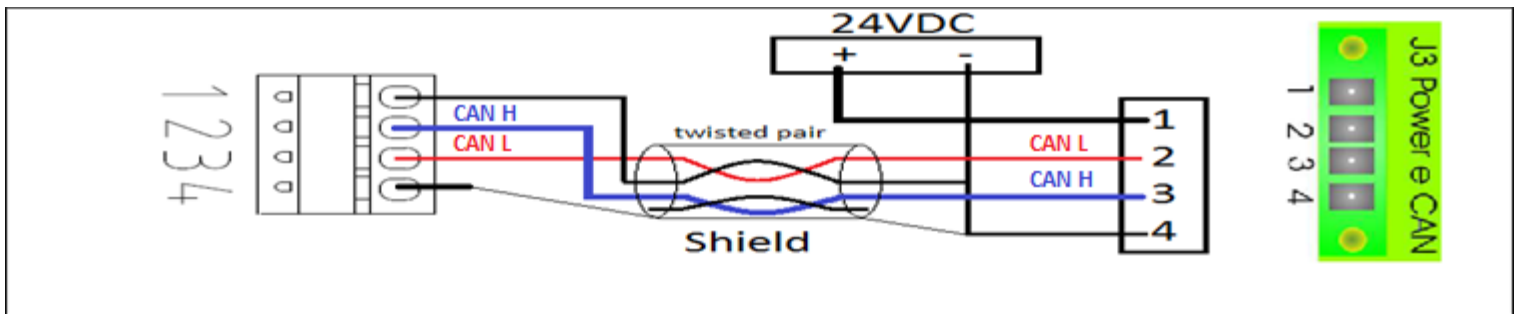 24VDC
+ -
1 2 3 4
CAN H
CAN L
twisted pair
Shield
CAN L
CAN H
1
2
3
4
1
2
3
4
J3 Power e CAN